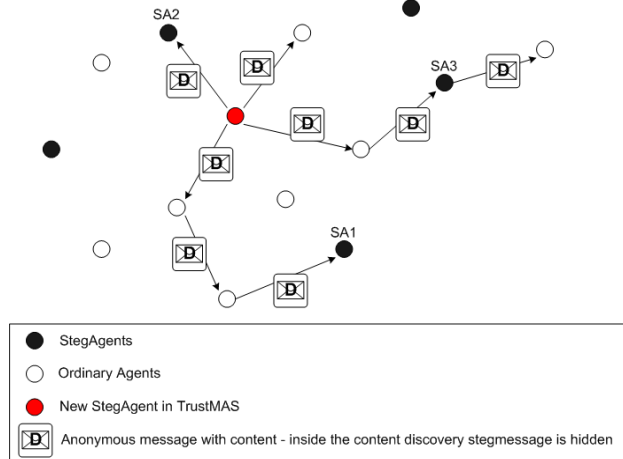 SA2
D
D
SA3
D
D
D
D
D
SA1
D
StegAgents
Ordinary Agents
New StegAgent in TrustMAS
D Anonymous message with content - inside the content discovery stegmessage is hidden